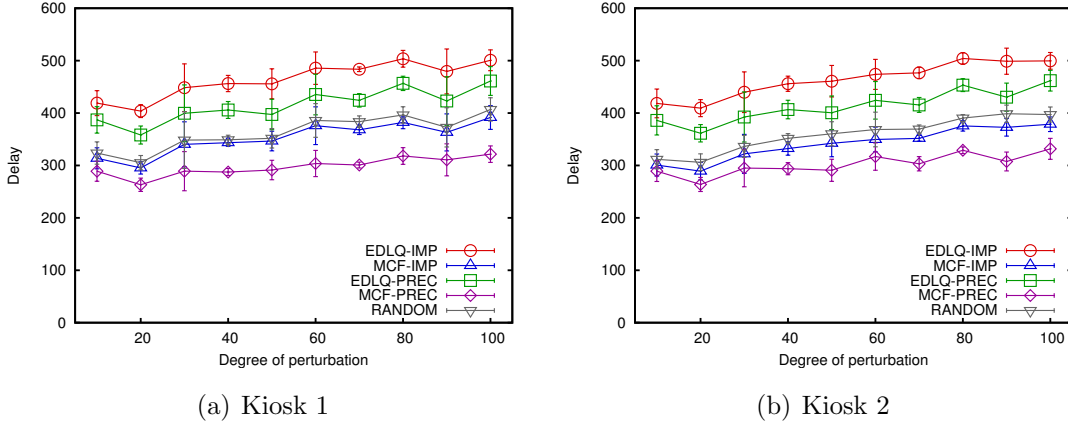 600
500
400
300
200
100
0
Delay
EDLQ-IMP
MCF-IMP
EDLQ-PREC
MCF-PREC
RANDOM
20 40 60 80 100
Degree of perturbation
(a) Kiosk 1
600
500
400
300
200
100
0
Delay
EDLQ-IMP
MCF-IMP
EDLQ-PREC
MCF-PREC
RANDOM
20 40 60 80 100
Degree of perturbation
(b) Kiosk 2